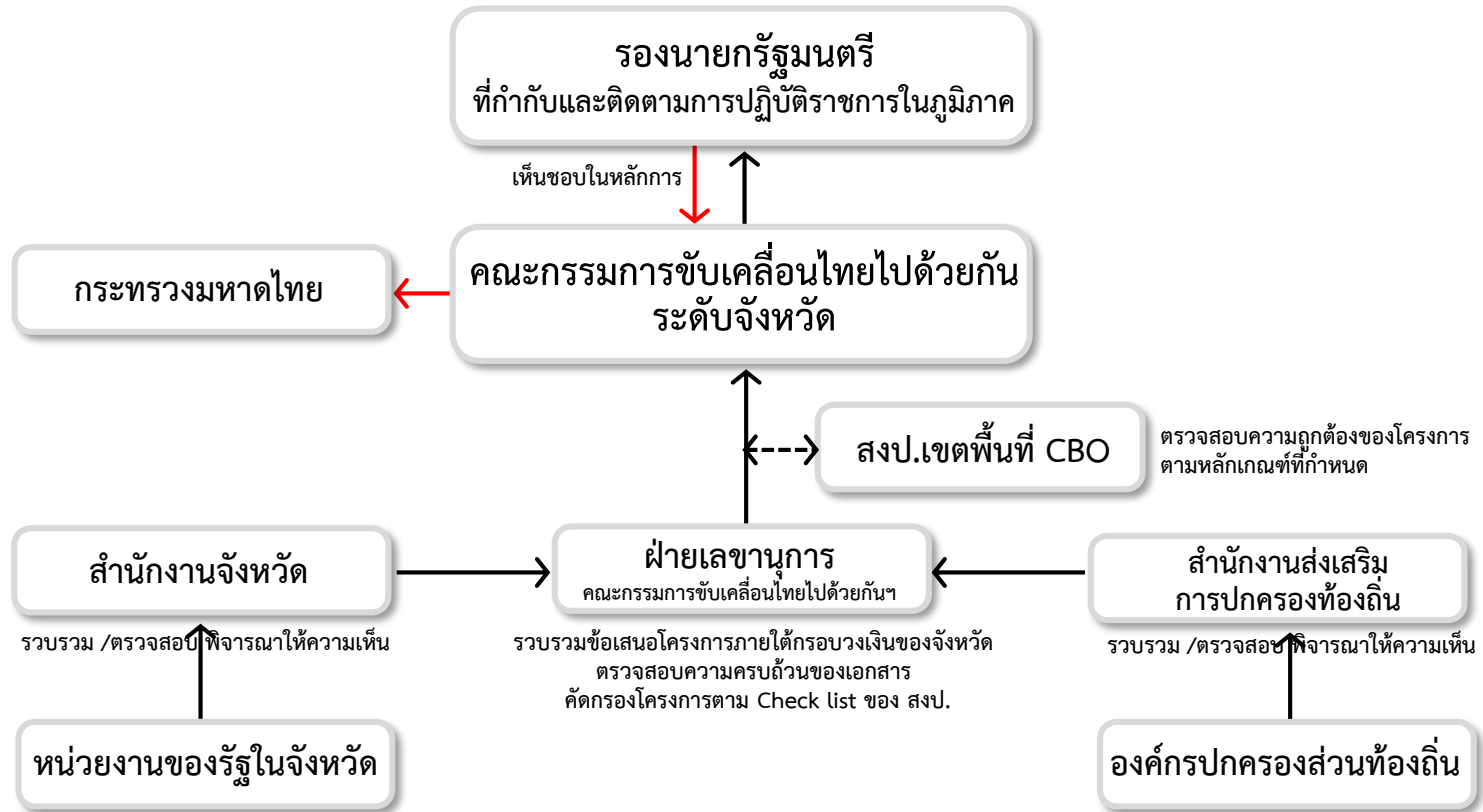 รองนายกรัฐมนตรี
ที่กำกับและติดตามการปฏิบัติราชการในภูมิภาค
เห็นชอบในหลักการ
คณะกรรมการขับเคลื่อนไทยไปด้วยกัน
ระดับจังหวัด
กระทรวงมหาดไทย
สงป.เขตพื้นที่ CBO
ตรวจสอบความถูกต้องของโครงการ
ตามหลักเกณฑ์ที่กำหนด
สำนักงานจังหวัด
รวบรวม /ตรวจสอบ พิจารณาให้ความเห็น
ฝ่ายเลขานุการ
คณะกรรมการขับเคลื่อนไทยไปด้วยกันฯ
รวบรวมข้อเสนอโครงการภายใต้กรอบวงเงินของจังหวัด
ตรวจสอบความครบถ้วนของเอกสาร
คัดกรองโครงการตาม Check list ของ สงป.
สำนักงานส่งเสริม
การปกครองท้องถิ่น
รวบรวม /ตรวจสอบ พิจารณาให้ความเห็น
หน่วยงานของรัฐในจังหวัด
องค์กรปกครองส่วนท้องถิ่น